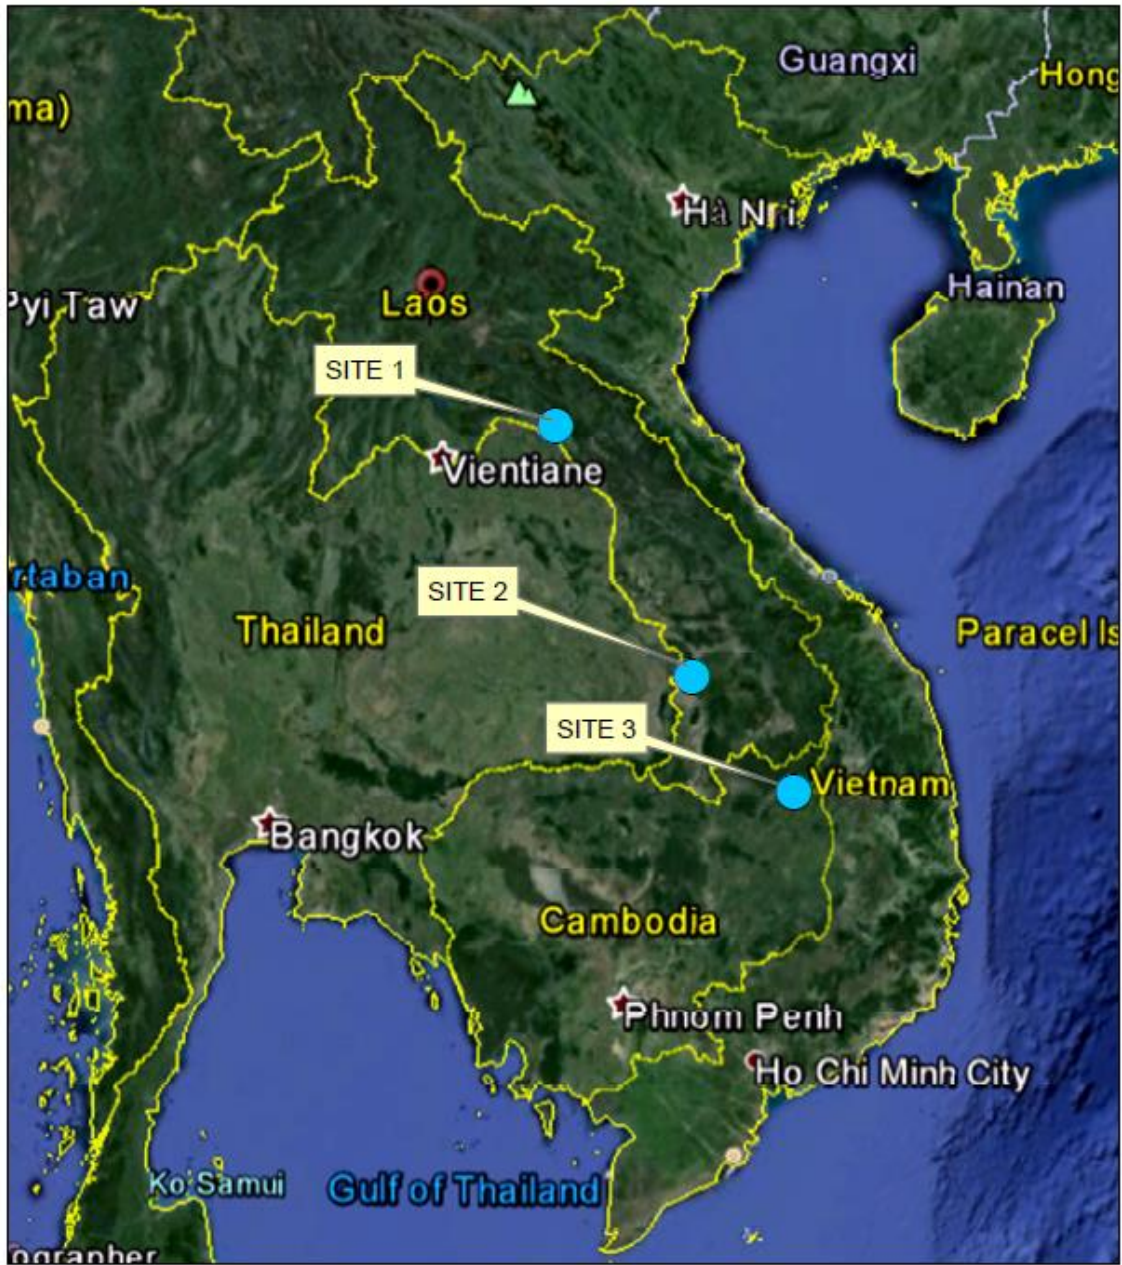 Guangxi
Hong
ma)
Hà Nội
Hainan
Pyi Taw
Laos
SITE 1
Vientiane
rtaban
SITE 2
Thailand
Paracel Is
SITE 3
Vietnam
Bangkok
Cambodia
Phnom Penh
Ho Chi Minh City
Ko Samui
Gulf of Thailand
ographer